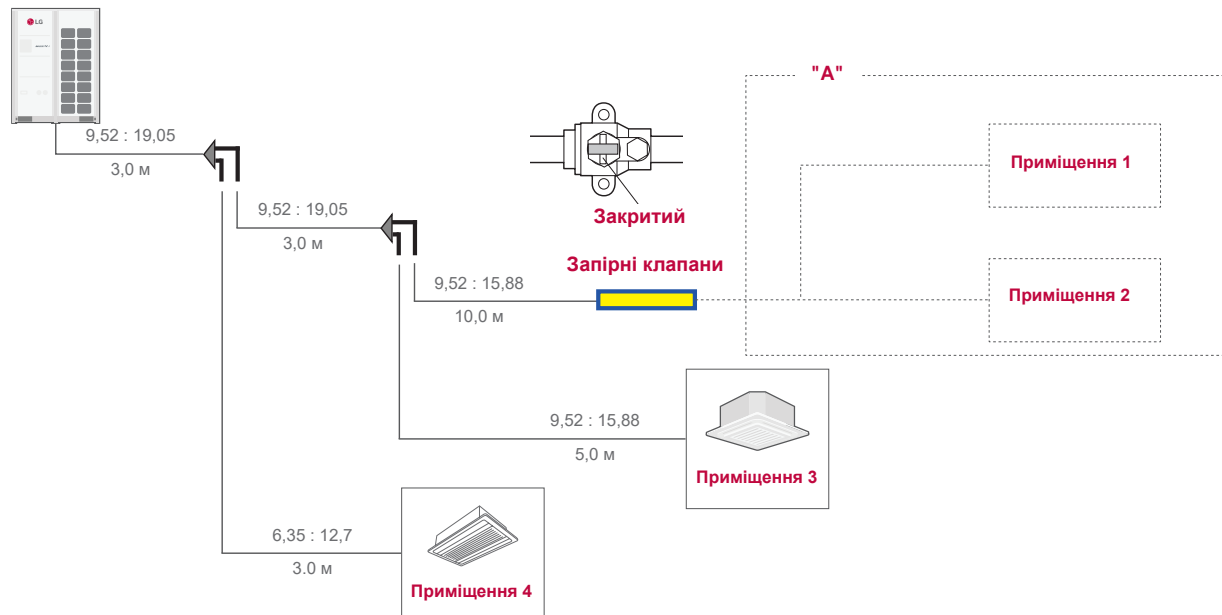 LG
"A"
9,52 : 19,05
3,0 м
Приміщення 1
9,52 : 19,05
3,0 м
Закритий
Запірні клапани
9,52 : 15,88
10,0 м
Приміщення 2
9,52 : 15,88
5,0 м
Приміщення 3
6,35 : 12,7
3.0 м
Приміщення 4